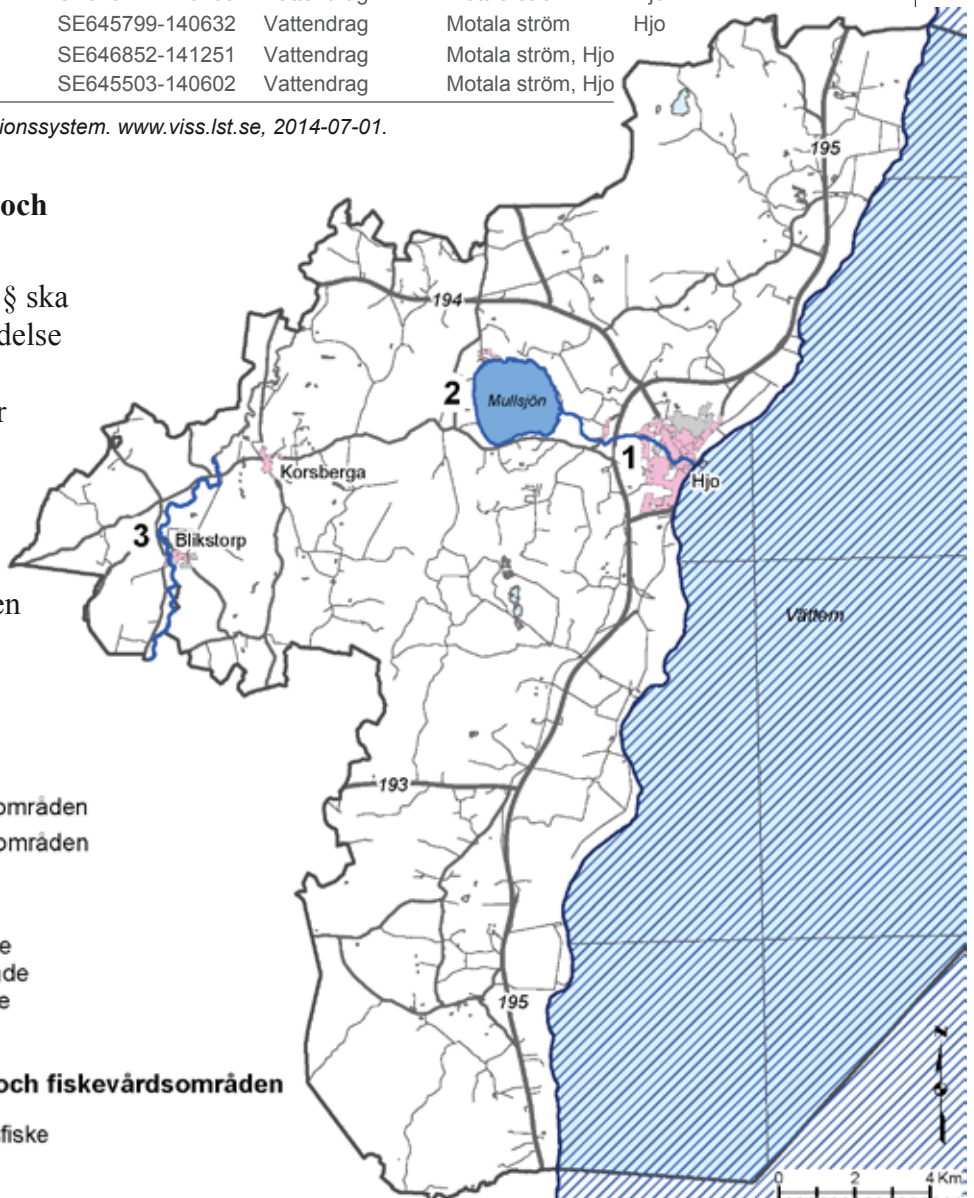 SE645799-140632 Vattendrag Motala ström Hjo
SE646852-141251 Vattendrag Motala ström, Hjo
SE645503-140602 Vattendrag Motala ström, Hjo
ionssystem. www.viss.lst.se, 2014-07-01.
och
§ ska
delse
r
en
områden
områden
e
de
e
och fiskevårdsområden
fiske
195
194
2
Mullsjön
1
Hjo
Korsberga
3
Blikstorp
Vättern
193
195
0 2 4 Km